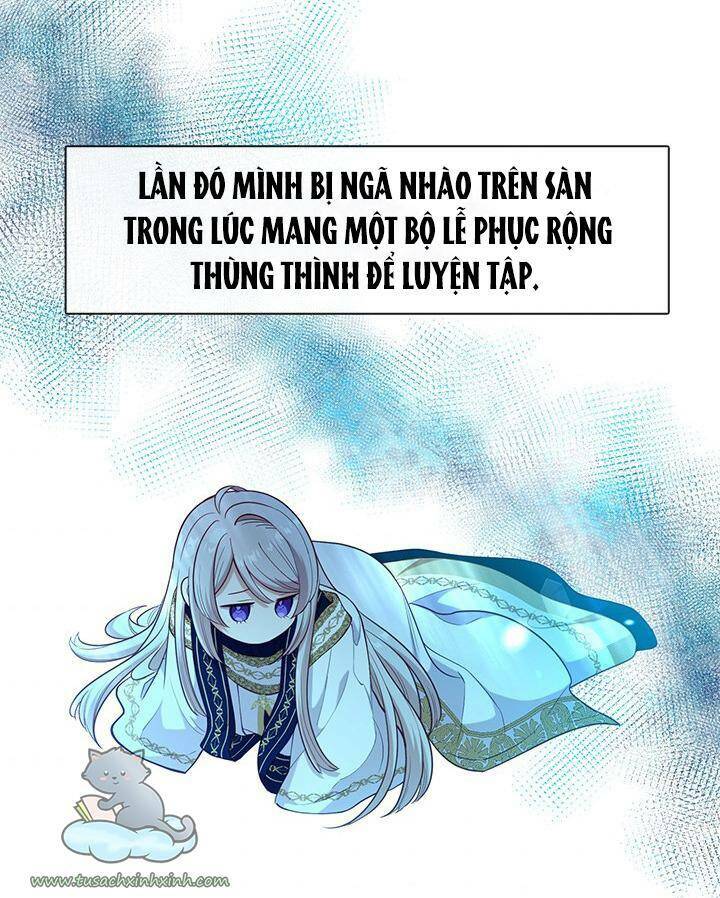 LẦN ĐÓ MÌNH BỊ NGÃ NHÀO TRÊN SÀN
TRONG LÚC MANG MỘT BỘ LỄ PHỤC RỘNG
THÙNG THÌNH ĐỂ LUYỆN TẬP.
www.tusachxinhxinh.com